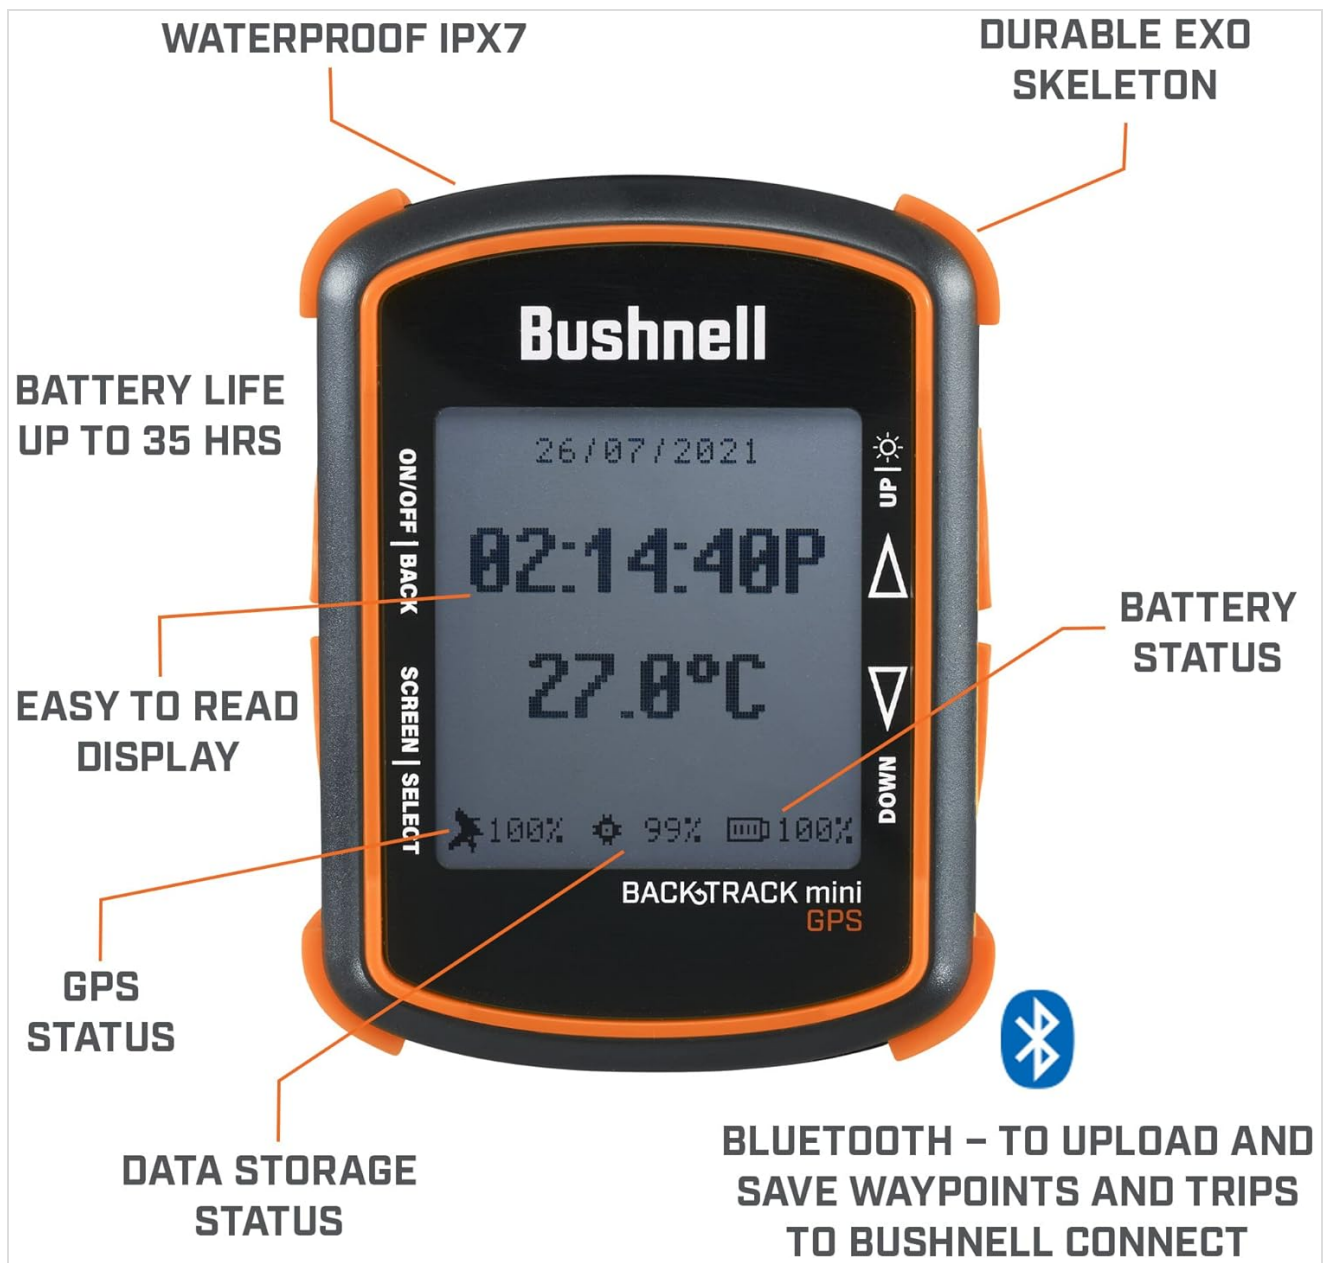 WATERPROOF IPX7
DURABLE EXO
SKELETON
Bushnell
BATTERY LIFE
UP TO 35 HRS
ON/OFF | BACK
SCREEN | SELECT
26/07/2021
02:14:40P
27.0°C
100% 99% 100%
UP |
DOWN
BACKTRACK mini
GPS
EASY TO READ
DISPLAY
BATTERY
STATUS
GPS
STATUS
DATA STORAGE
STATUS
BLUETOOTH – TO UPLOAD AND
SAVE WAYPOINTS AND TRIPS
TO BUSHNELL CONNECT